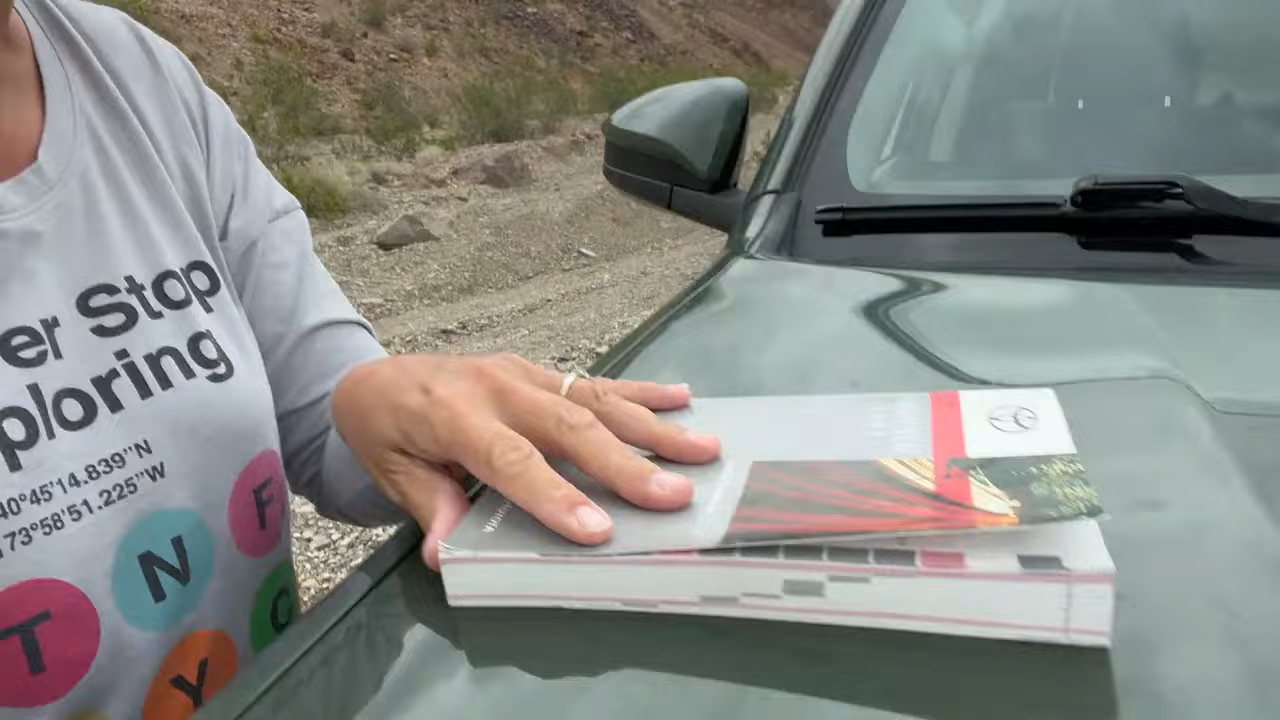 er Stop
ploring
40°45'14.839"N
73°58'51.225"W
F
N
T
Y